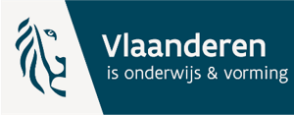 Vlaanderen
is onderwijs & vorming